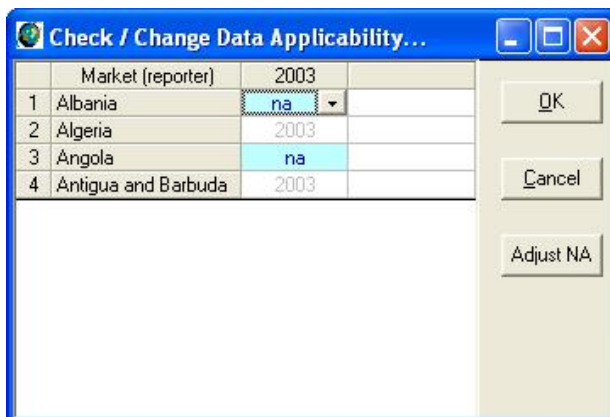 Check / Change Data Applicability...
Market (reporter) 2003
1 Albania na
2 Algeria 2003
3 Angola na
4 Antigua and Barbuda 2003
OK
Cancel
Adjust NA